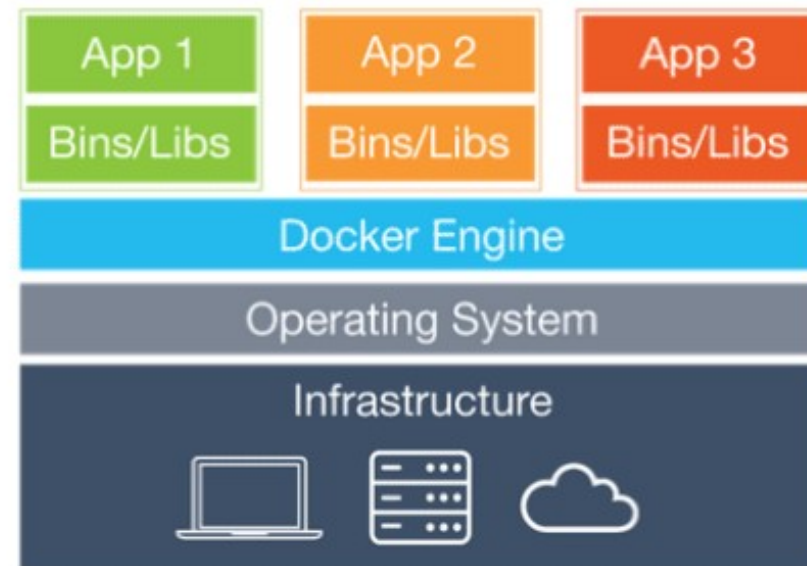 App 1
App 2
App 3
Bins/Libs
Bins/Libs
Bins/Libs
Docker Engine
Operating System
Infrastructure